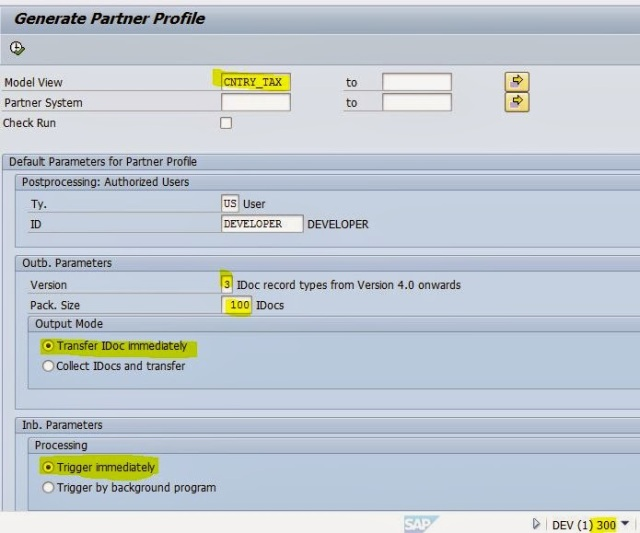 Generate Partner Profile
Model View CNTRY_TAX to
Partner System to
Check Run
Default Parameters for Partner Profile
Postprocessing: Authorized Users
Ty. US User
ID DEVELOPER DEVELOPER
Outb. Parameters
Version 3 IDoc record types from Version 4.0 onwards
Pack. Size 100 IDocs
Output Mode
Transfer IDoc immediately
Collect IDocs and transfer
Inb. Parameters
Processing
Trigger immediately
Trigger by background program
SAP DEV (1) 300